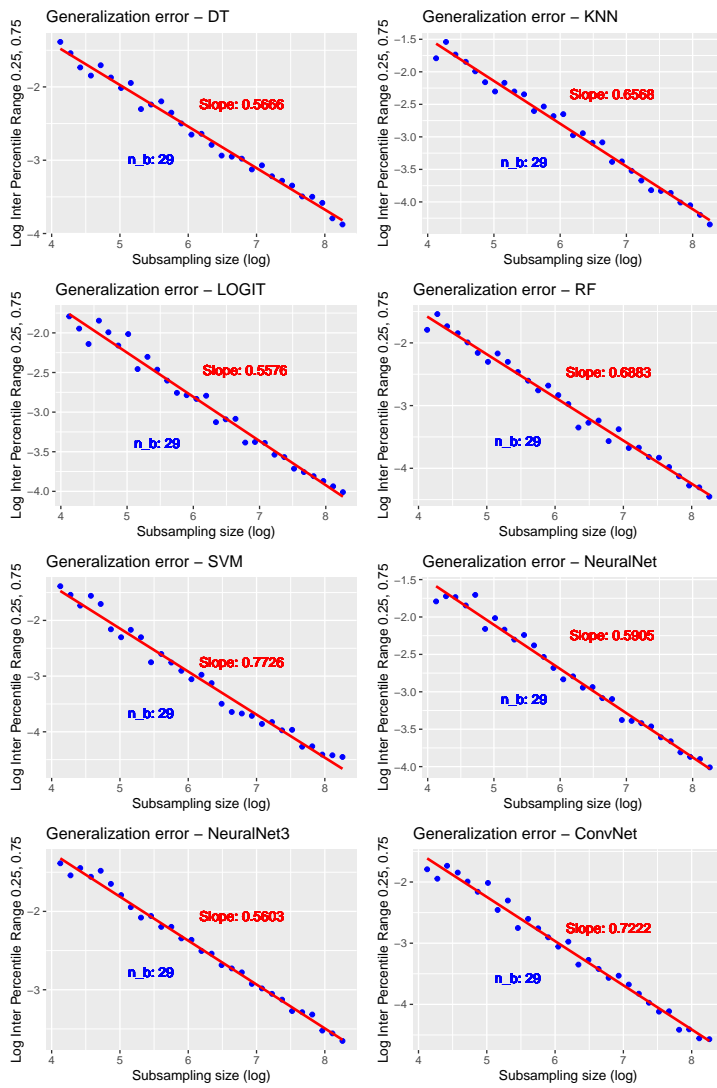 Generalization error – DT
Log Inter Percentile Range 0.25, 0.75
−2
−3
−4
Slope: 0.5666
n_b: 29
4 5 6 7 8
Subsampling size (log)
Generalization error – KNN
Log Inter Percentile Range 0.25, 0.75
−1.5
−2.0
−2.5
−3.0
−3.5
−4.0
Slope: 0.6568
n_b: 29
4 5 6 7 8
Subsampling size (log)
Generalization error – LOGIT
Log Inter Percentile Range 0.25, 0.75
−2.0
−2.5
−3.0
−3.5
−4.0
Slope: 0.5576
n_b: 29
4 5 6 7 8
Subsampling size (log)
Generalization error – RF
Log Inter Percentile Range 0.25, 0.75
−2
−3
−4
Slope: 0.6883
n_b: 29
4 5 6 7 8
Subsampling size (log)
Generalization error – SVM
Log Inter Percentile Range 0.25, 0.75
−2
−3
−4
Slope: 0.7726
n_b: 29
4 5 6 7 8
Subsampling size (log)
Generalization error – NeuralNet
Log Inter Percentile Range 0.25, 0.75
−1.5
−2.0
−2.5
−3.0
−3.5
−4.0
Slope: 0.5905
n_b: 29
4 5 6 7 8
Subsampling size (log)
Generalization error – NeuralNet3
Log Inter Percentile Range 0.25, 0.75
−2
−3
Slope: 0.5603
n_b: 29
4 5 6 7 8
Subsampling size (log)
Generalization error – ConvNet
Log Inter Percentile Range 0.25, 0.75
−2
−3
−4
Slope: 0.7222
n_b: 29
4 5 6 7 8
Subsampling size (log)